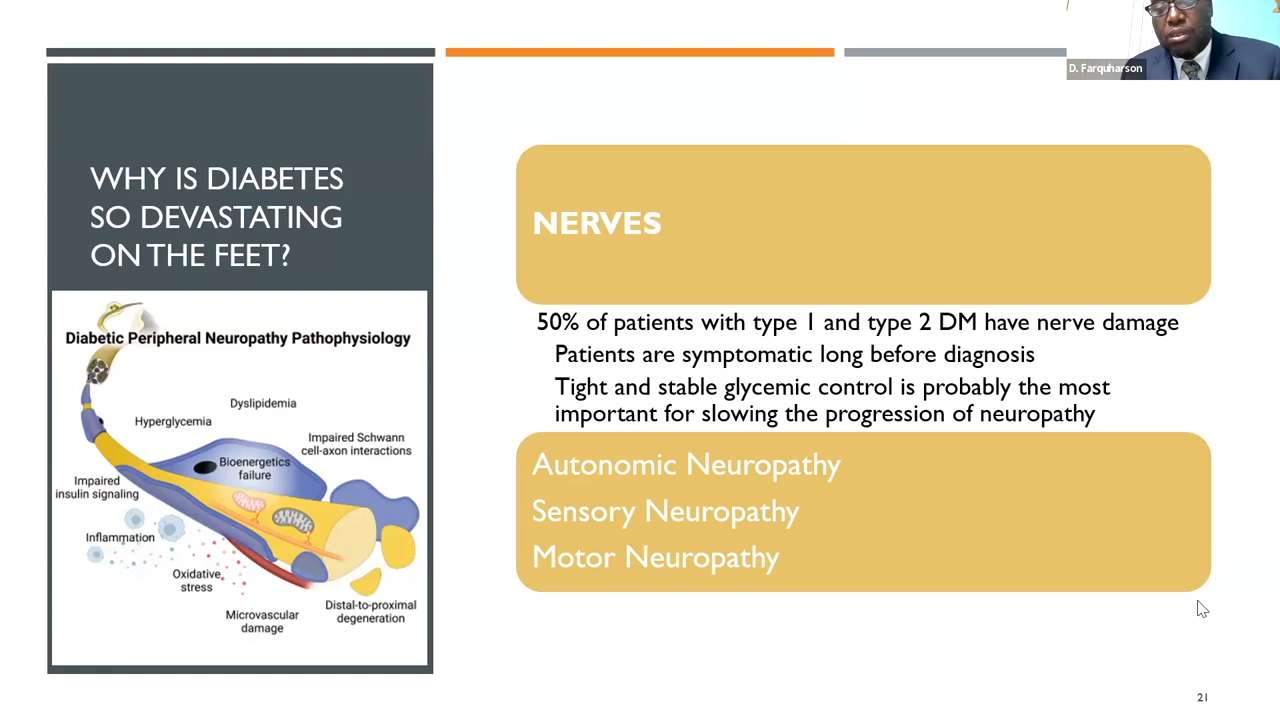 D. Farquharson
WHY IS DIABETES
SO DEVASTATING
ON THE FEET?
Diabetic Peripheral Neuropathy Pathophysiology
Dyslipidemia
Hyperglycemia
Impaired Schwann
cell-axon interactions
Bioenergetics
failure
Impaired
insulin signaling
Inflammation
Oxidative
stress
Microvascular
damage
Distal-to-proximal
degeneration
NERVES
50% of patients with type 1 and type 2 DM have nerve damage
Patients are symptomatic long before diagnosis
Tight and stable glycemic control is probably the most
important for slowing the progression of neuropathy
Autonomic Neuropathy
Sensory Neuropathy
Motor Neuropathy
21